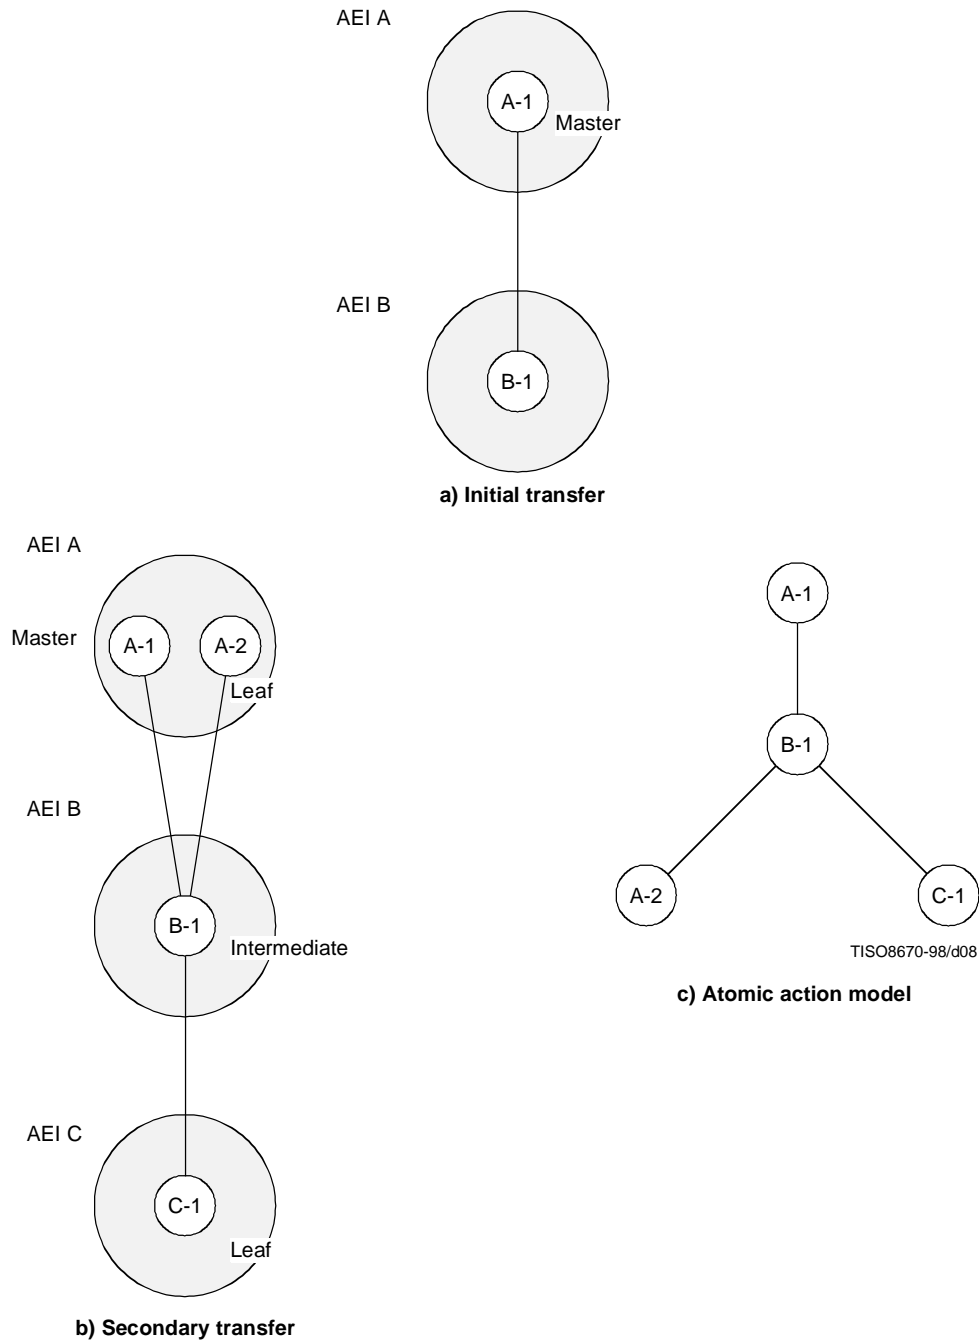 AEI A
A-1
Master
AEI B
B-1
a) Initial transfer
AEI A
Master
A-1
A-2
Leaf
AEI B
B-1
Intermediate
AEI C
C-1
Leaf
b) Secondary transfer
A-1
B-1
A-2
C-1
TISO8670-98/d08
c) Atomic action model